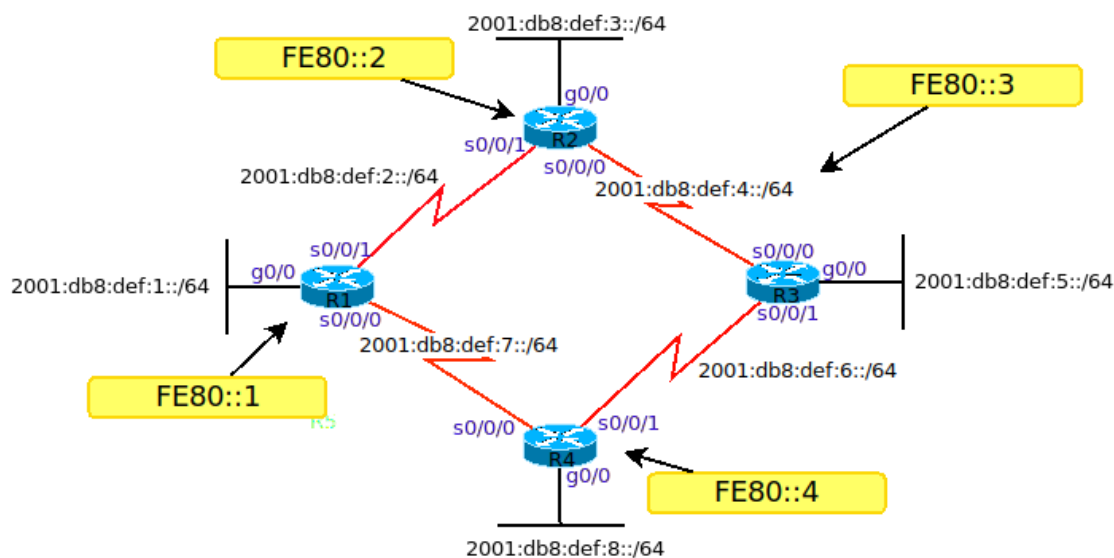 2001:db8:def:3::/64
FE80::2
FE80::3
g0/0
R2
s0/0/1
s0/0/0
2001:db8:def:2::/64
2001:db8:def:4::/64
s0/0/1
s0/0/0
g0/0
g0/0
2001:db8:def:1::/64
2001:db8:def:5::/64
R1
R3
s0/0/0
s0/0/1
2001:db8:def:7::/64
2001:db8:def:6::/64
FE80::1
R5
s0/0/0
s0/0/1
R4
g0/0
FE80::4
2001:db8:def:8::/64